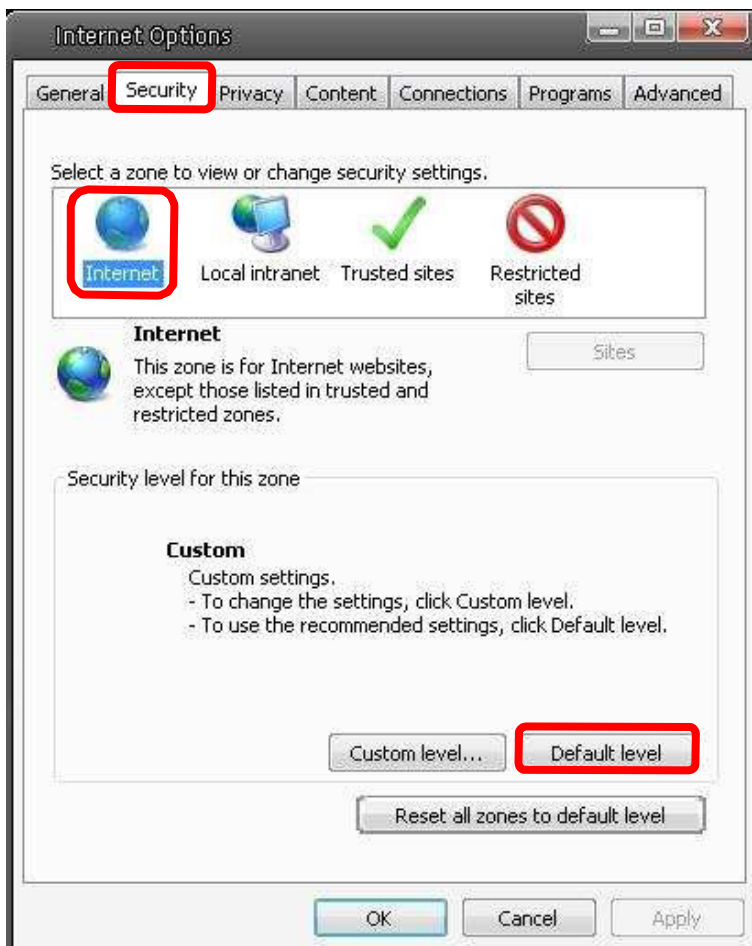 Internet Options
General Security Privacy Content Connections Programs Advanced
Select a zone to view or change security settings.
Internet Local intranet Trusted sites Restricted sites
Internet
This zone is for Internet websites,
except those listed in trusted and
restricted zones.
Sites
Security level for this zone
Custom
Custom settings.
- To change the settings, click Custom level.
- To use the recommended settings, click Default level.
Custom level... Default level
Reset all zones to default level
OK Cancel Apply